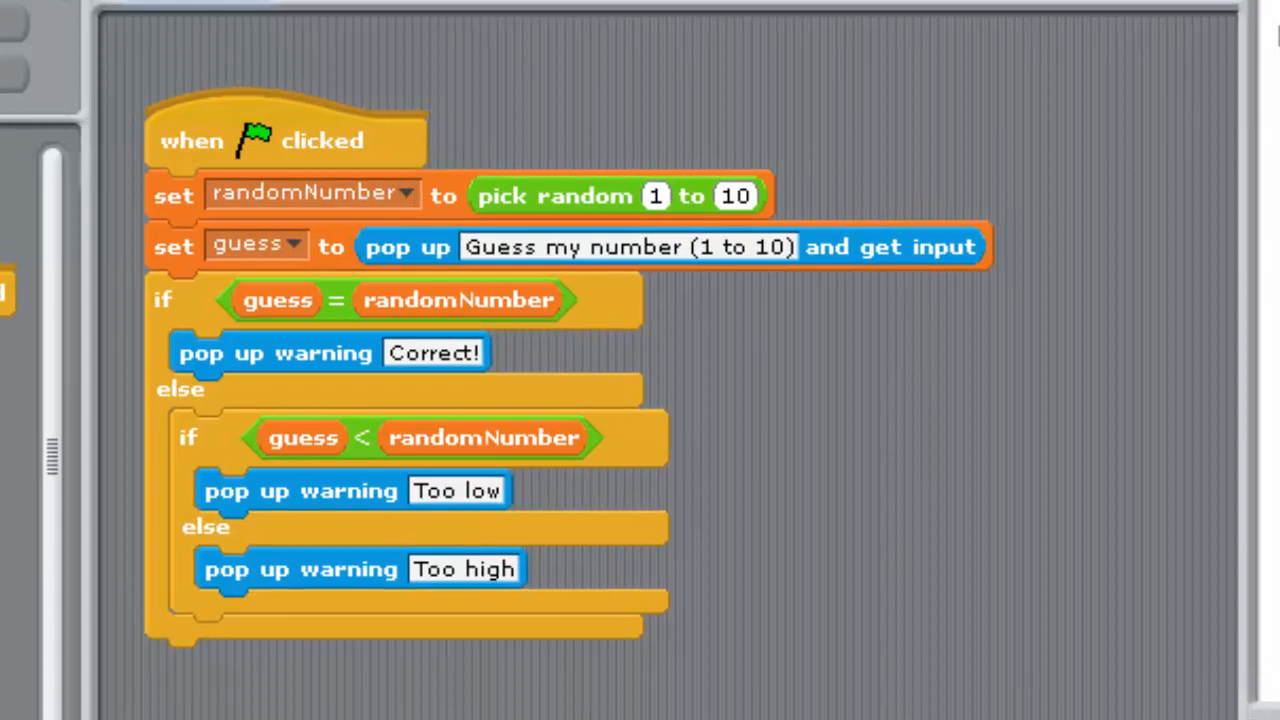 when clicked
set randomNumber to pick random 1 to 10
set guess to pop up Guess my number (1 to 10) and get input
if guess = randomNumber
pop up warning Correct!
else
if guess < randomNumber
pop up warning Too low
else
pop up warning Too high